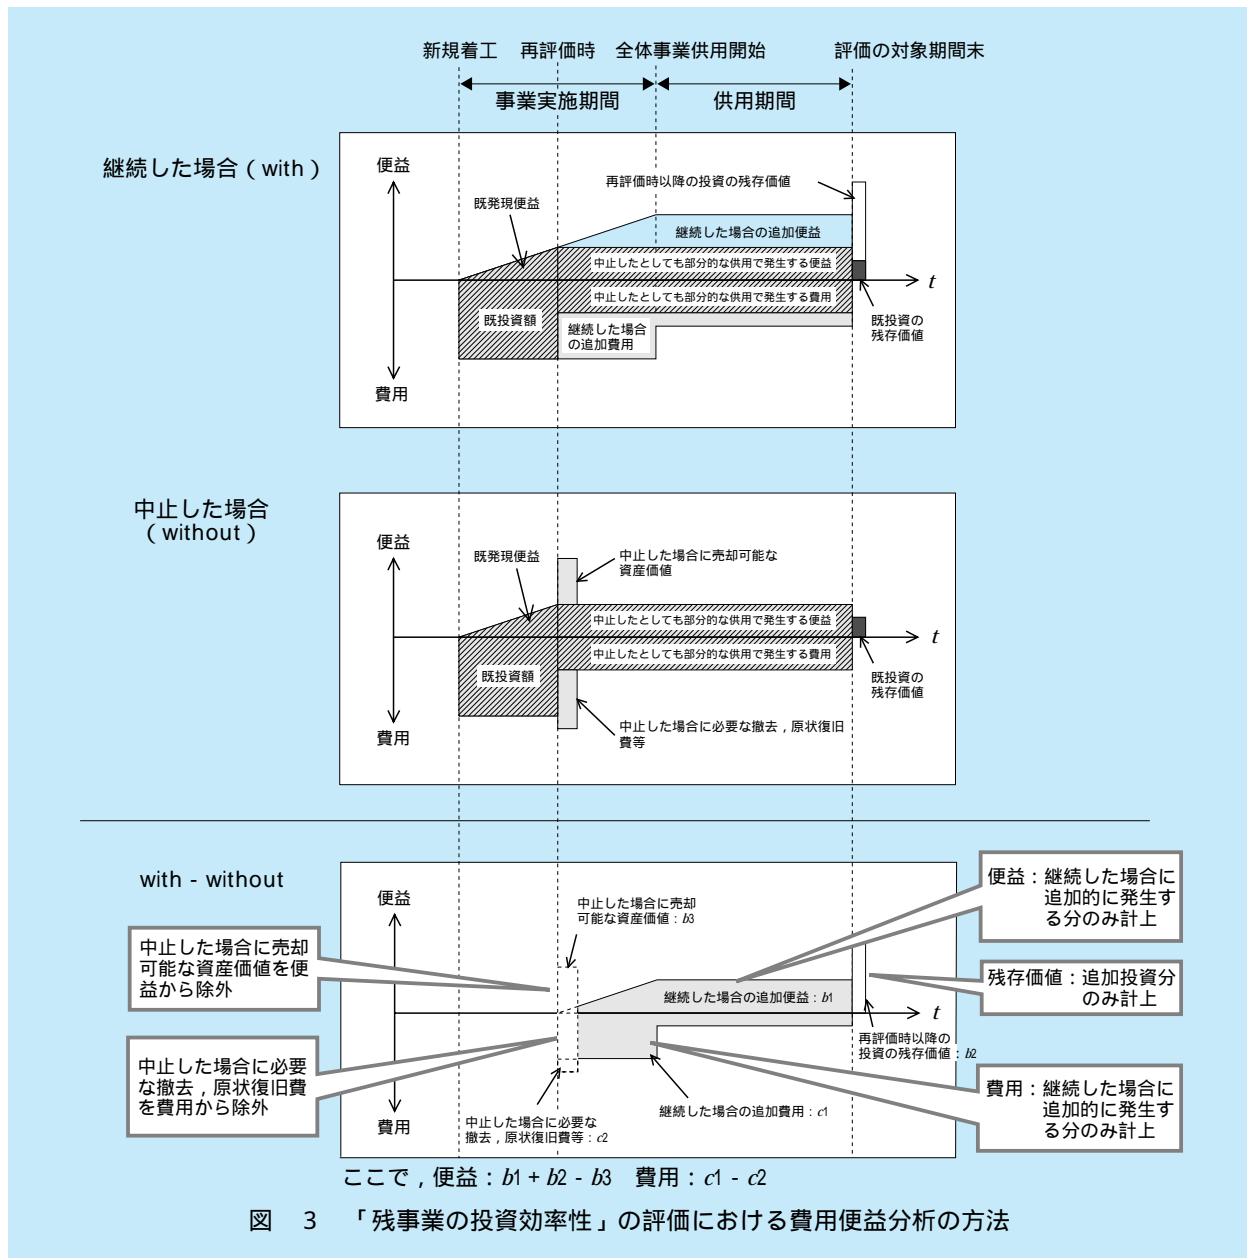 新規着工 再評価時 全体事業供用開始 評価の対象期間末
事業実施期間 供用期間
継続した場合(with)
便益
再評価時以降の投資の残存価値
既発現便益
継続した場合の追加便益
中止したとしても部分的な供用で発生する便益
t
中止したとしても部分的な供用で発生する費用
既投資額
継続した場合
の追加費用
既投資の
残存価値
費用
中止した場合
(without)
便益
既発現便益
中止した場合に売却可能な
資産価値
中止したとしても部分的な供用で発生する便益
t
中止したとしても部分的な供用で発生する費用
既投資額
既投資の
残存価値
中止した場合に必要な撤去,原状復旧
費等
費用
with - without
便益
中止した場合に売却
可能な資産価値:b3
便益:継続した場合に
追加的に発生す
る分のみ計上
中止した場合に売却
可能な資産価値を便
益から除外
継続した場合の追加便益:b1
残存価値:追加投資分
のみ計上
t
再評価時以降の
投資の残存価値:b2
中止した場合に必要
な撤去,原状復旧費
を費用から除外
費用:継続した場合に
追加的に発生す
る分のみ計上
継続した場合の追加費用:c1
中止した場合に必要な
撤去,原状復旧費等:c2
費用
ここで,便益:b1 + b2 - b3 費用:c1 - c2
図 3 「残事業の投資効率性」の評価における費用便益分析の方法